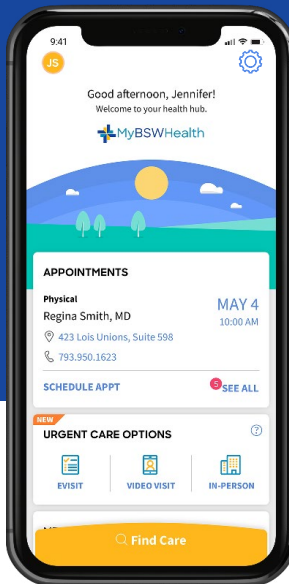 9:41
JS
Good afternoon, Jennifer!
Welcome to your health hub.
MyBSWHealth
APPOINTMENTS
Physical
Regina Smith, MD
MAY 4
10:00 AM
423 Lois Unions, Suite 598
793.950.1623
SCHEDULE APPT
5
SEE ALL
NEW
URGENT CARE OPTIONS
?
EVISIT
VIDEO VISIT
IN-PERSON
Find Care